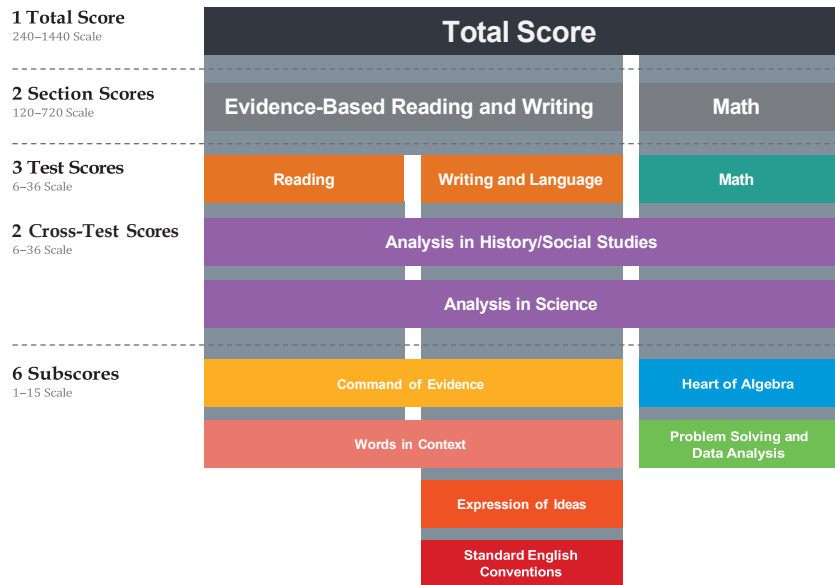 1 Total Score
240–1440 Scale
Total Score
2 Section Scores
120–720 Scale
Evidence-Based Reading and Writing
Math
3 Test Scores
6–36 Scale
Reading
Writing and Language
Math
2 Cross-Test Scores
6–36 Scale
Analysis in History/Social Studies
Analysis in Science
6 Subscores
1–15 Scale
Command of Evidence
Heart of Algebra
Words in Context
Problem Solving and
Data Analysis
Expression of Ideas
Standard English
Conventions